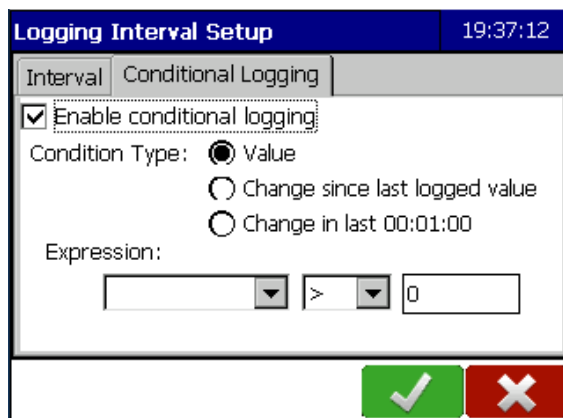 Logging Interval Setup 19:37:12
Interval Conditional Logging
Enable conditional logging
Condition Type: Value
Change since last logged value
Change in last 00:01:00
Expression:
> 0